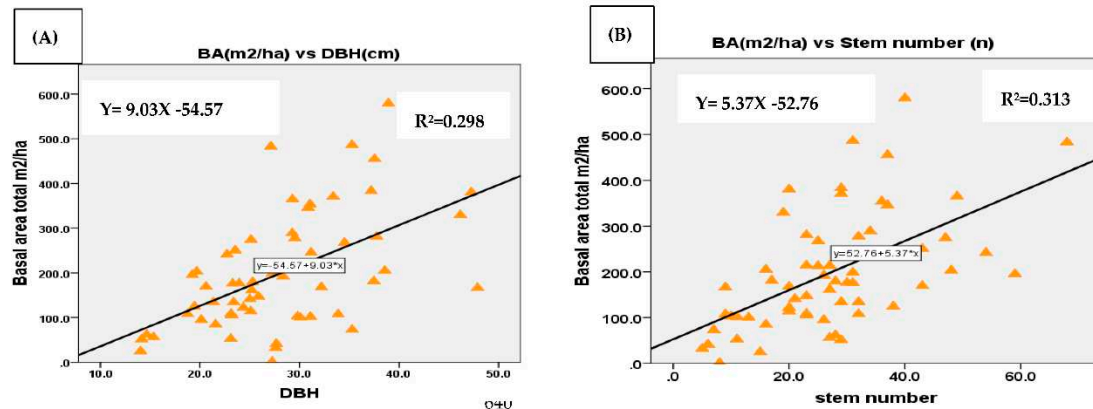 (A)
BA(m2/ha) vs DBH(cm)
Y= 9.03X -54.57
R²=0.298
Basal area total m2/ha
600.0
500.0
400.0
300.0
200.0
100.0
.0
y=-54.57+9.03*x
10.0 20.0 30.0 40.0 50.0
DBH
(B)
BA(m2/ha) vs Stem number (n)
Y= 5.37X -52.76
R²=0.313
Basal area total m2/ha
600.0
500.0
400.0
300.0
200.0
100.0
.0
y=52.76+5.37*x
.0 20.0 40.0 60.0
stem number